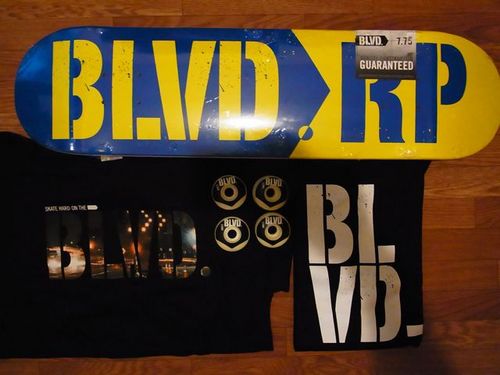 BLVD. RP
BLVD. 7.75
GUARANTEED
SKATE HARD ON THE
BLVD.
BLVD.
BLVD.
BLVD.
BLVD.
BL
VD.